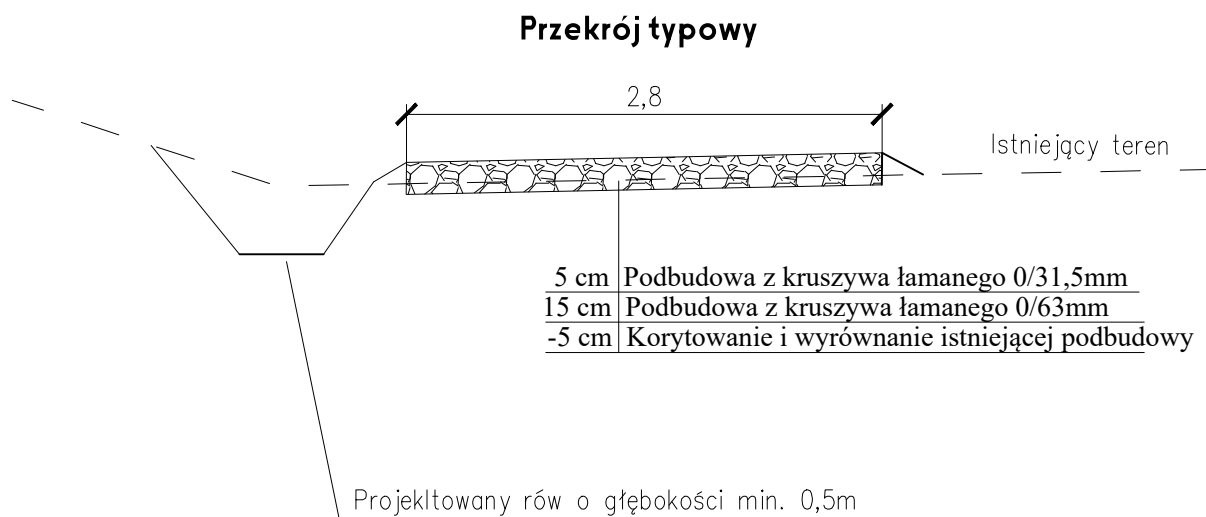 Przekrój typowy
2,8
Istniejący teren
5 cm Podbudowa z kruszywa łamanego 0/31,5mm
15 cm Podbudowa z kruszywa łamanego 0/63mm
-5 cm Korytowanie i wyrównanie istniejącej podbudowy
Projekltowany rów o głębokości min. 0,5m